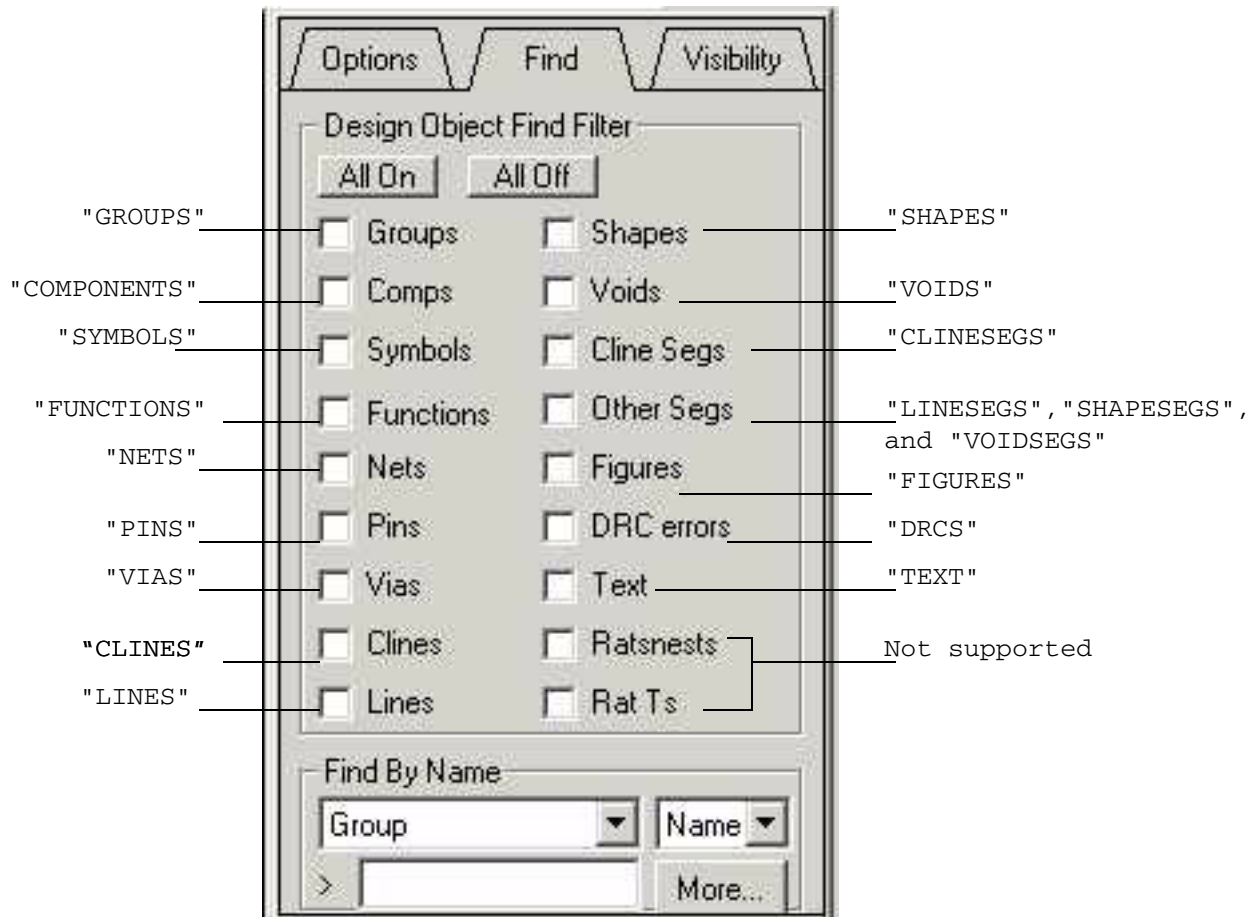 Options Find Visibility
Design Object Find Filter
All On All Off
"GROUPS" Groups Shapes "SHAPES"
"COMPONENTS" Comps Voids "VOIDS"
"SYMBOLS" Symbols Cline Segs "CLINESEGS"
"FUNCTIONS" Functions Other Segs "LINESEGS","SHAPESEGS",
and "VOIDSEGS"
"NETS" Nets Figures "FIGURES"
"PINS" Pins DRC errors "DRCS"
"VIAS" Vias Text "TEXT"
"CLINES" Clines Ratsnests Not supported
"LINES" Lines Rat Ts
Find By Name
Group Name
> More...